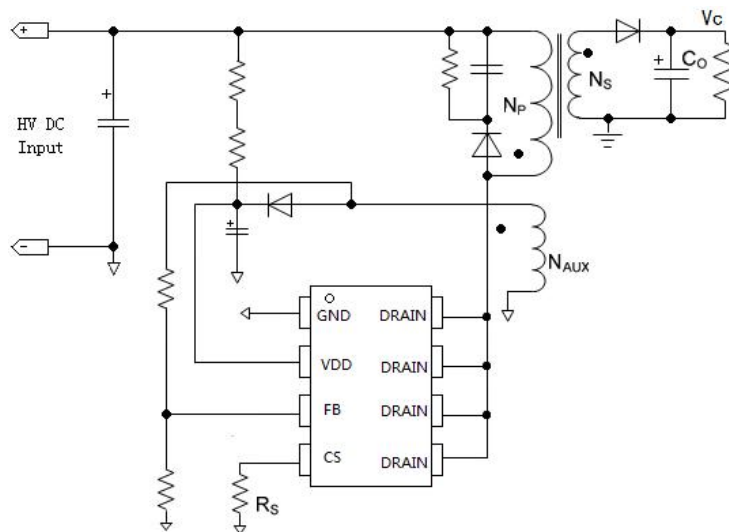 +
Vc
+
+
Co
HV DC
Input
NP
NS
+
-
NAUX
GND
DRAIN
VDD
DRAIN
FB
DRAIN
CS
DRAIN
RS